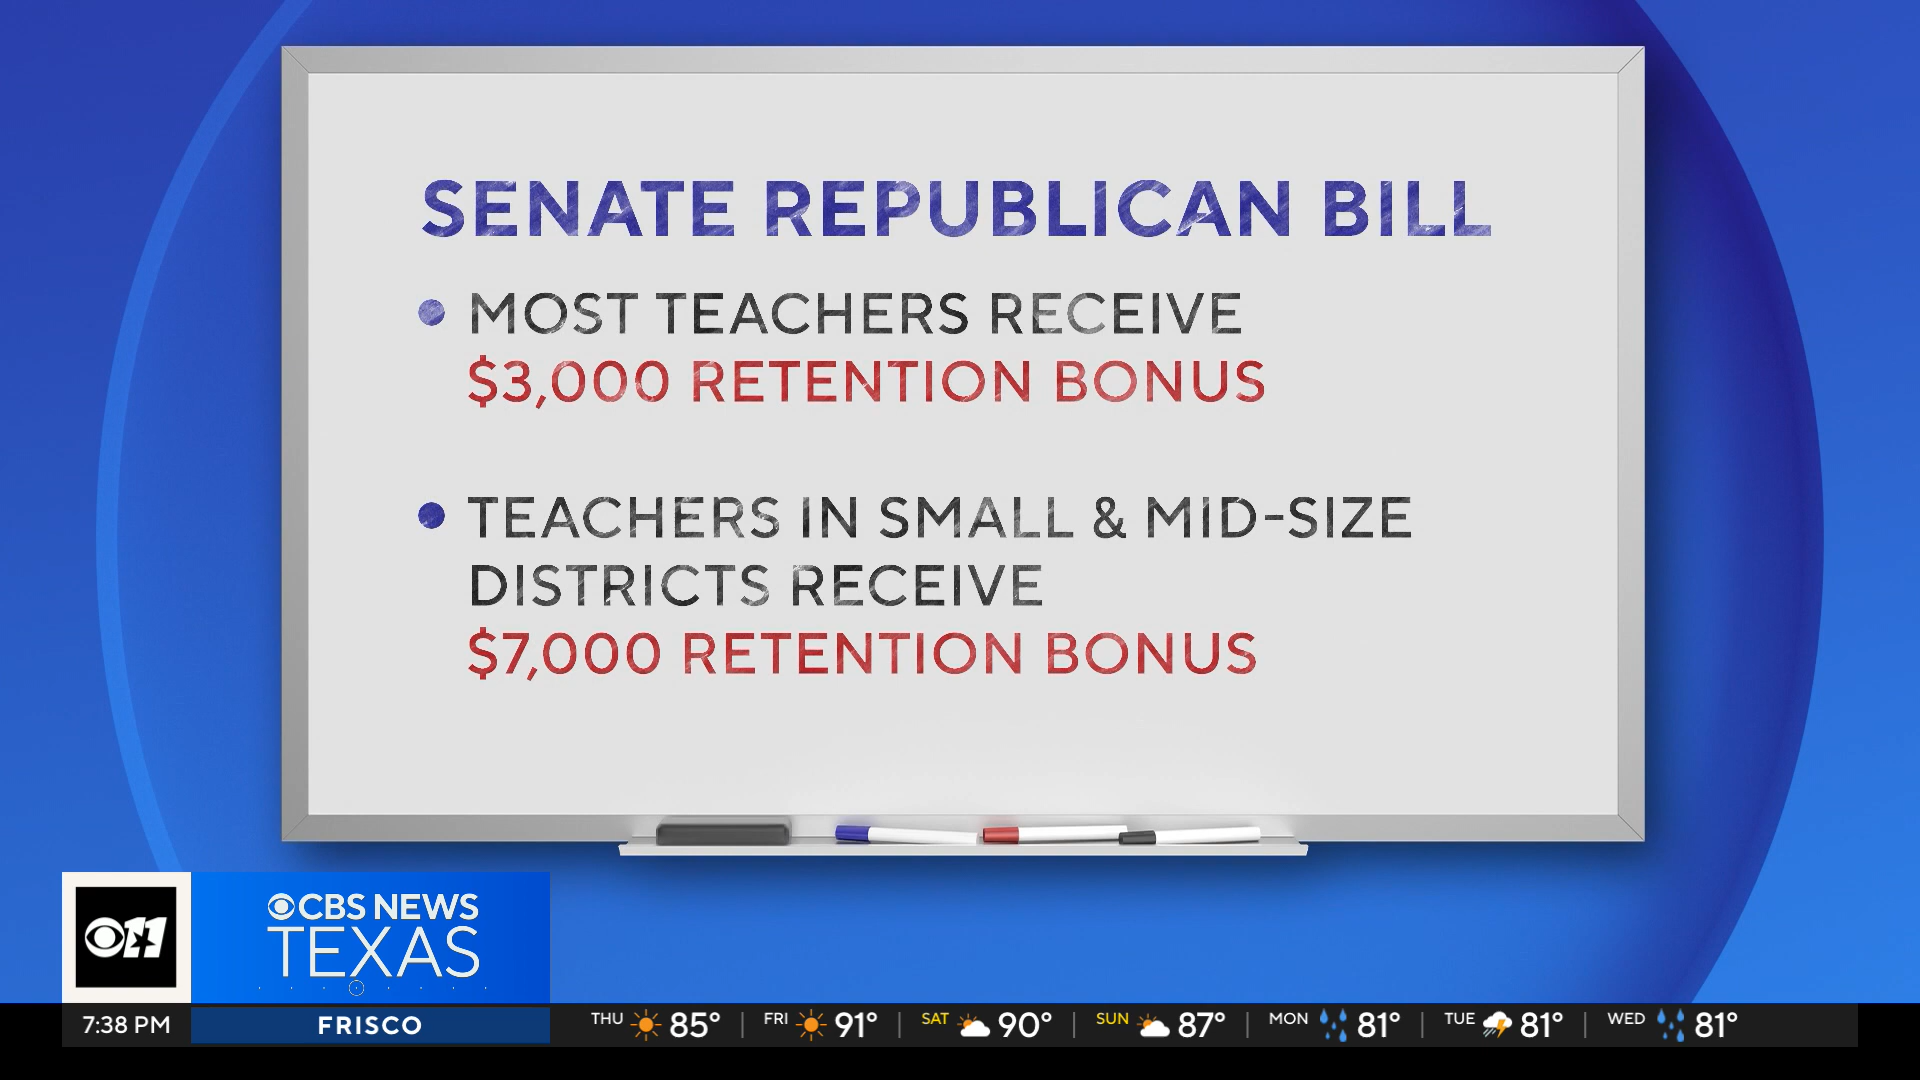 SENATE REPUBLICAN BILL
• MOST TEACHERS RECEIVE
$3,000 RETENTION BONUS
• TEACHERS IN SMALL & MID-SIZE
DISTRICTS RECEIVE
$7,000 RETENTION BONUS
11
CBS NEWS
TEXAS
7:38 PM FRISCO THU 85° | FRI 91° | SAT 90° | SUN 87° | MON 81° | TUE 81° | WED 81°